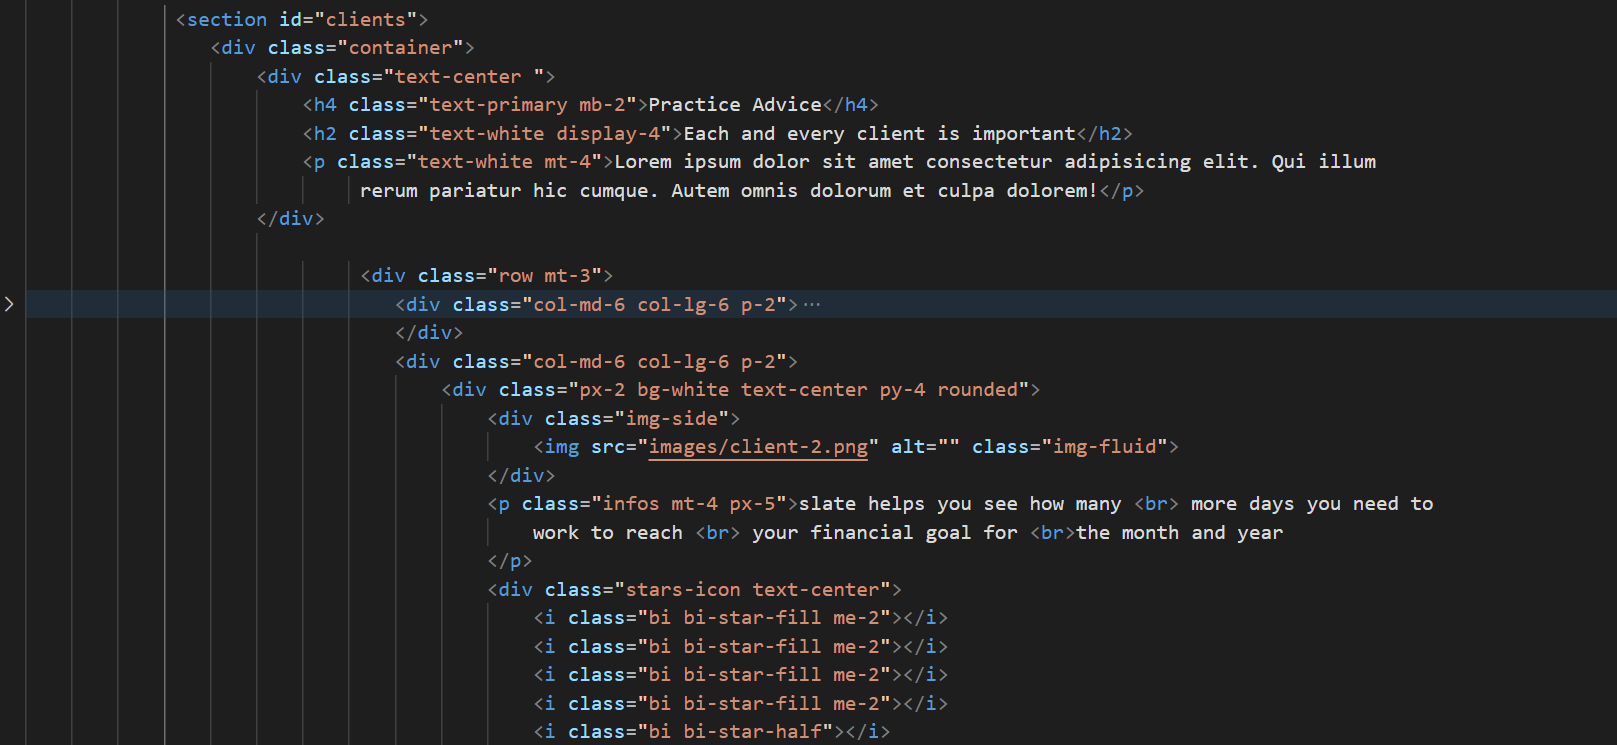 <section id="clients">
<div class="container">
<div class="text-center ">
<h4 class="text-primary mb-2">Practice Advice</h4>
<h2 class="text-white display-4">Each and every client is important</h2>
<p class="text-white mt-4">Lorem ipsum dolor sit amet consectetur adipisicing elit. Qui illum
rerum pariatur hic cumque. Autem omnis dolorum et culpa dolorem!</p>
</div>
<div class="row mt-3">
<div class="col-md-6 col-lg-6 p-2">···
</div>
<div class="col-md-6 col-lg-6 p-2">
<div class="px-2 bg-white text-center py-4 rounded">
<div class="img-side">
<img src="images/client-2.png" alt="" class="img-fluid">
</div>
<p class="infos mt-4 px-5">slate helps you see how many <br> more days you need to
work to reach <br> your financial goal for <br>the month and year
</p>
<div class="stars-icon text-center">
<i class="bi bi-star-fill me-2"></i>
<i class="bi bi-star-fill me-2"></i>
<i class="bi bi-star-fill me-2"></i>
<i class="bi bi-star-fill me-2"></i>
<i class="bi bi-star-half"></i>